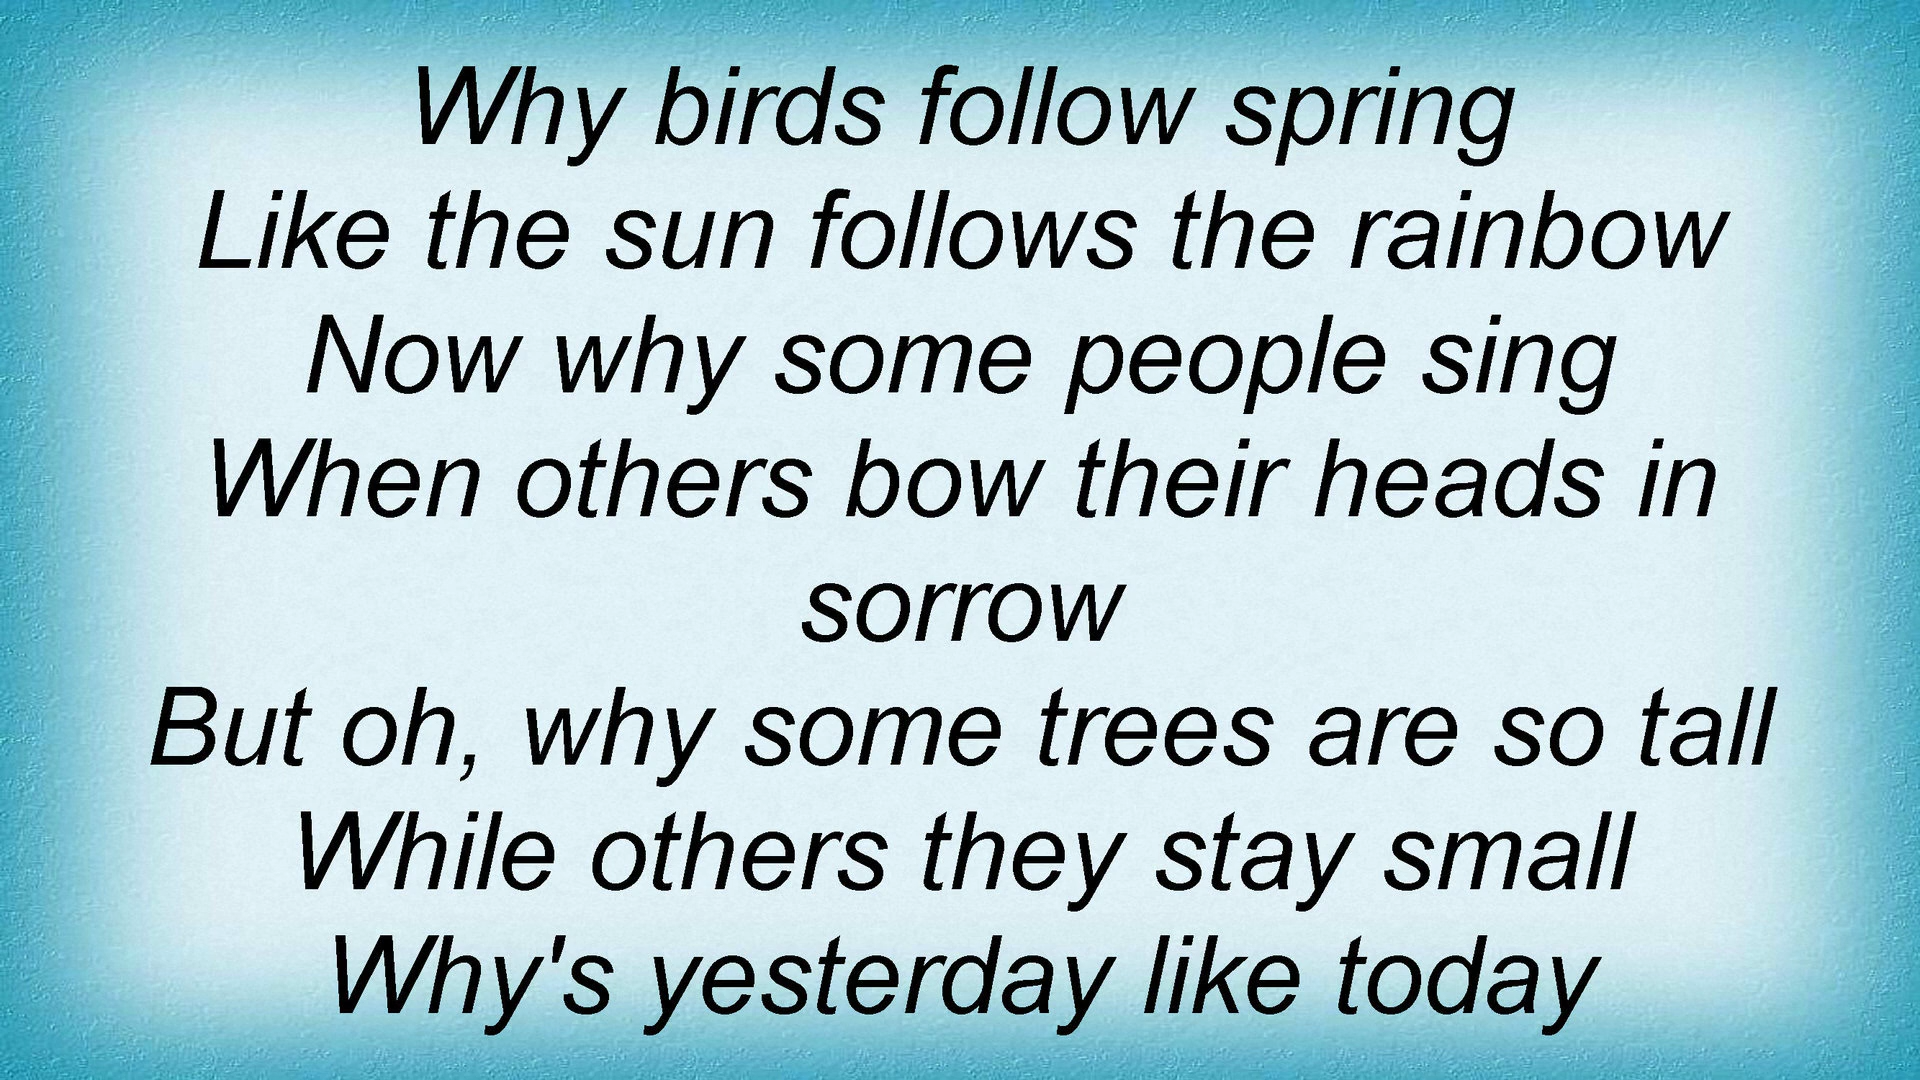 Why birds follow spring
Like the sun follows the rainbow
Now why some people sing
When others bow their heads in
sorrow
But oh, why some trees are so tall
While others they stay small
Why's yesterday like today